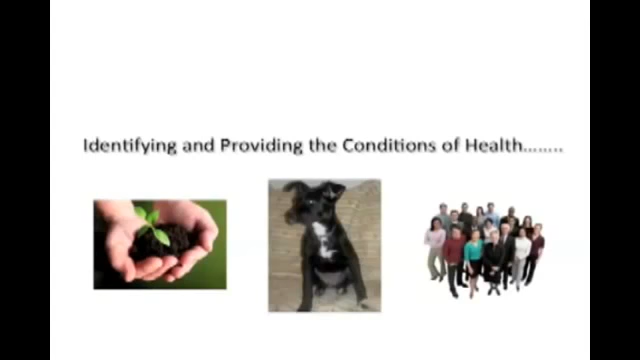 Identifying and Providing the Conditions of Health........